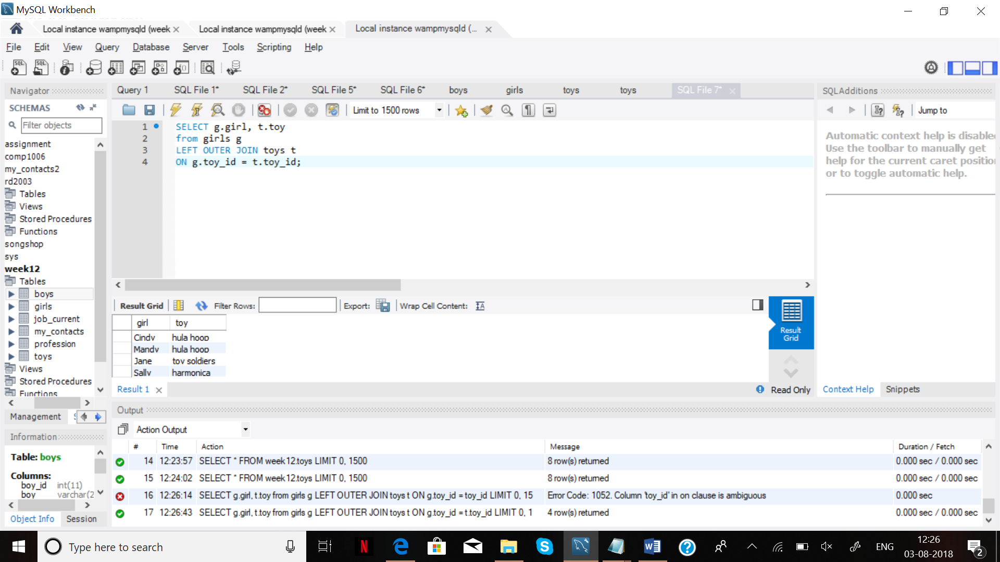 MySQL Workbench
Local instance wampmysqld (week
Local instance wampmysqld (week
Local instance wampmysqld (...
File Edit View Query Database Server Tools Scripting Help
Navigator
SCHEMAS
Filter objects
assignment
comp1006
my_contacts2
rd2003
Tables
Views
Stored Procedures
Functions
songshop
sys
week12
Tables
boys
girls
job_current
my_contacts
profession
toys
Views
Stored Procedures
Functions
Management
Information
Table: boys
Columns:
boy_id int(11)
boy varchar(2
Object Info Session
Query 1 SQL File 1* SQL File 2* SQL File 5* SQL File 6* boys girls toys toys SQL File 7*
Limit to 1500 rows
1 SELECT g.girl, t.toy
2 from girls g
3 LEFT OUTER JOIN toys t
4 ON g.toy_id = t.toy_id;
Result Grid Filter Rows: Export: Wrap Cell Content:
girl toy
Cindy hula hoop
Mandy hula hoop
Jane toy soldiers
Sally harmonica
Result Grid
Result 1
Read Only
SQLAdditions
Jump to
Automatic context help is disable
Use the toolbar to manually get
help for the current caret position
or to toggle automatic help.
Context Help Snippets
Output
Action Output
# Time Action Message Duration / Fetch
14 12:23:57 SELECT * FROM week12.toys LIMIT 0, 1500 8 row(s) returned 0.000 sec / 0.000 sec
15 12:24:02 SELECT * FROM week12.toys LIMIT 0, 1500 8 row(s) returned 0.000 sec / 0.000 sec
16 12:26:14 SELECT g.girl, t.toy from girls g LEFT OUTER JOIN toys t ON g.toy_id = toy_id LIMIT 0, 15 Error Code: 1052. Column 'toy_id' in on clause is ambiguous 0.000 sec
17 12:26:43 SELECT g.girl, t.toy from girls g LEFT OUTER JOIN toys t ON g.toy_id = t.toy_id LIMIT 0, 1 4 row(s) returned 0.000 sec / 0.000 sec
Type here to search
ENG
12:26
03-08-2018
2